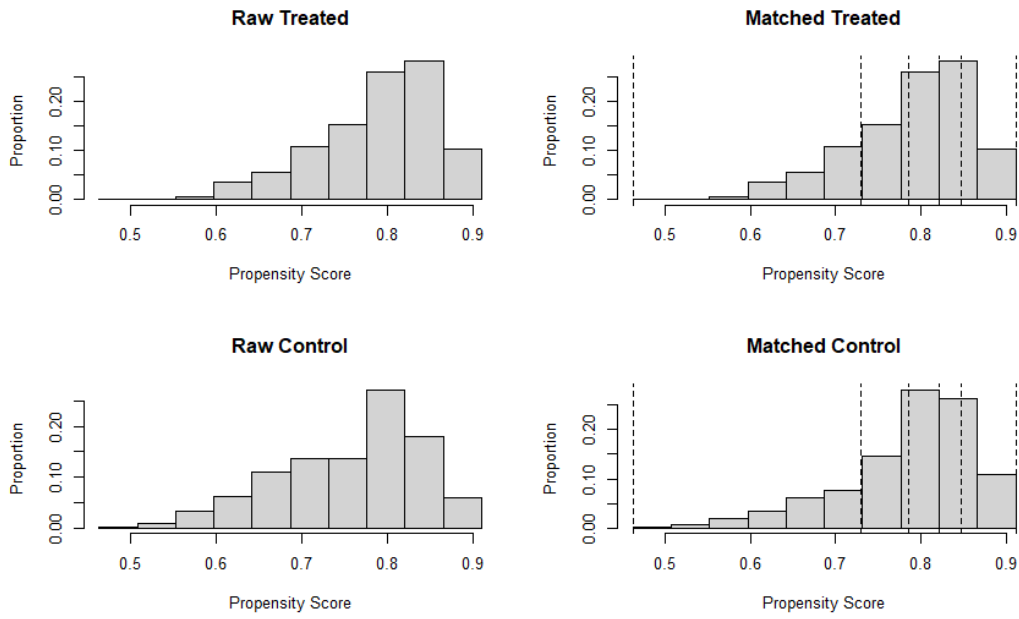 Raw Treated
Proportion
0.00 0.10 0.20
0.5 0.6 0.7 0.8 0.9
Propensity Score
Matched Treated
Proportion
0.00 0.10 0.20
0.5 0.6 0.7 0.8 0.9
Propensity Score
Raw Control
Proportion
0.00 0.10 0.20
0.5 0.6 0.7 0.8 0.9
Propensity Score
Matched Control
Proportion
0.00 0.10 0.20
0.5 0.6 0.7 0.8 0.9
Propensity Score